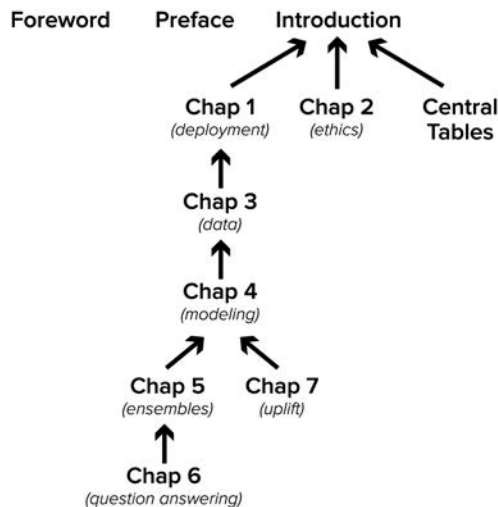 Foreword Preface Introduction
Chap 1 Chap 2 Central
(deployment) (ethics) Tables
Chap 3
(data)
Chap 4
(modeling)
Chap 5 Chap 7
(ensembles) (uplift)
Chap 6
(question answering)